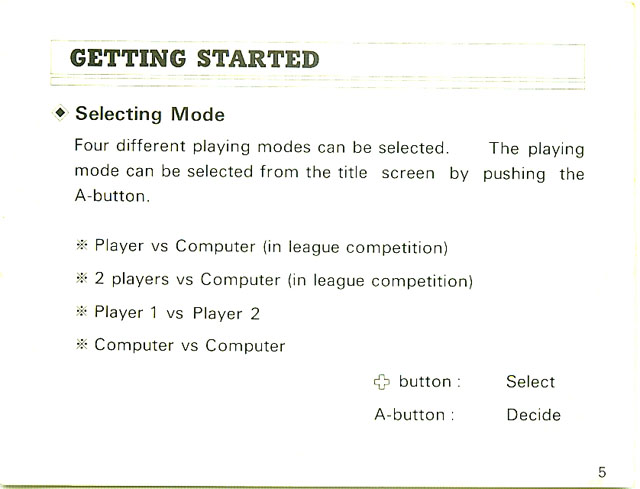 GETTING STARTED
Selecting Mode
Four different playing modes can be selected. The playing
mode can be selected from the title screen by pushing the
A-button.
※ Player vs Computer (in league competition)
※ 2 players vs Computer (in league competition)
※ Player 1 vs Player 2
※ Computer vs Computer
button : Select
A-button : Decide
5